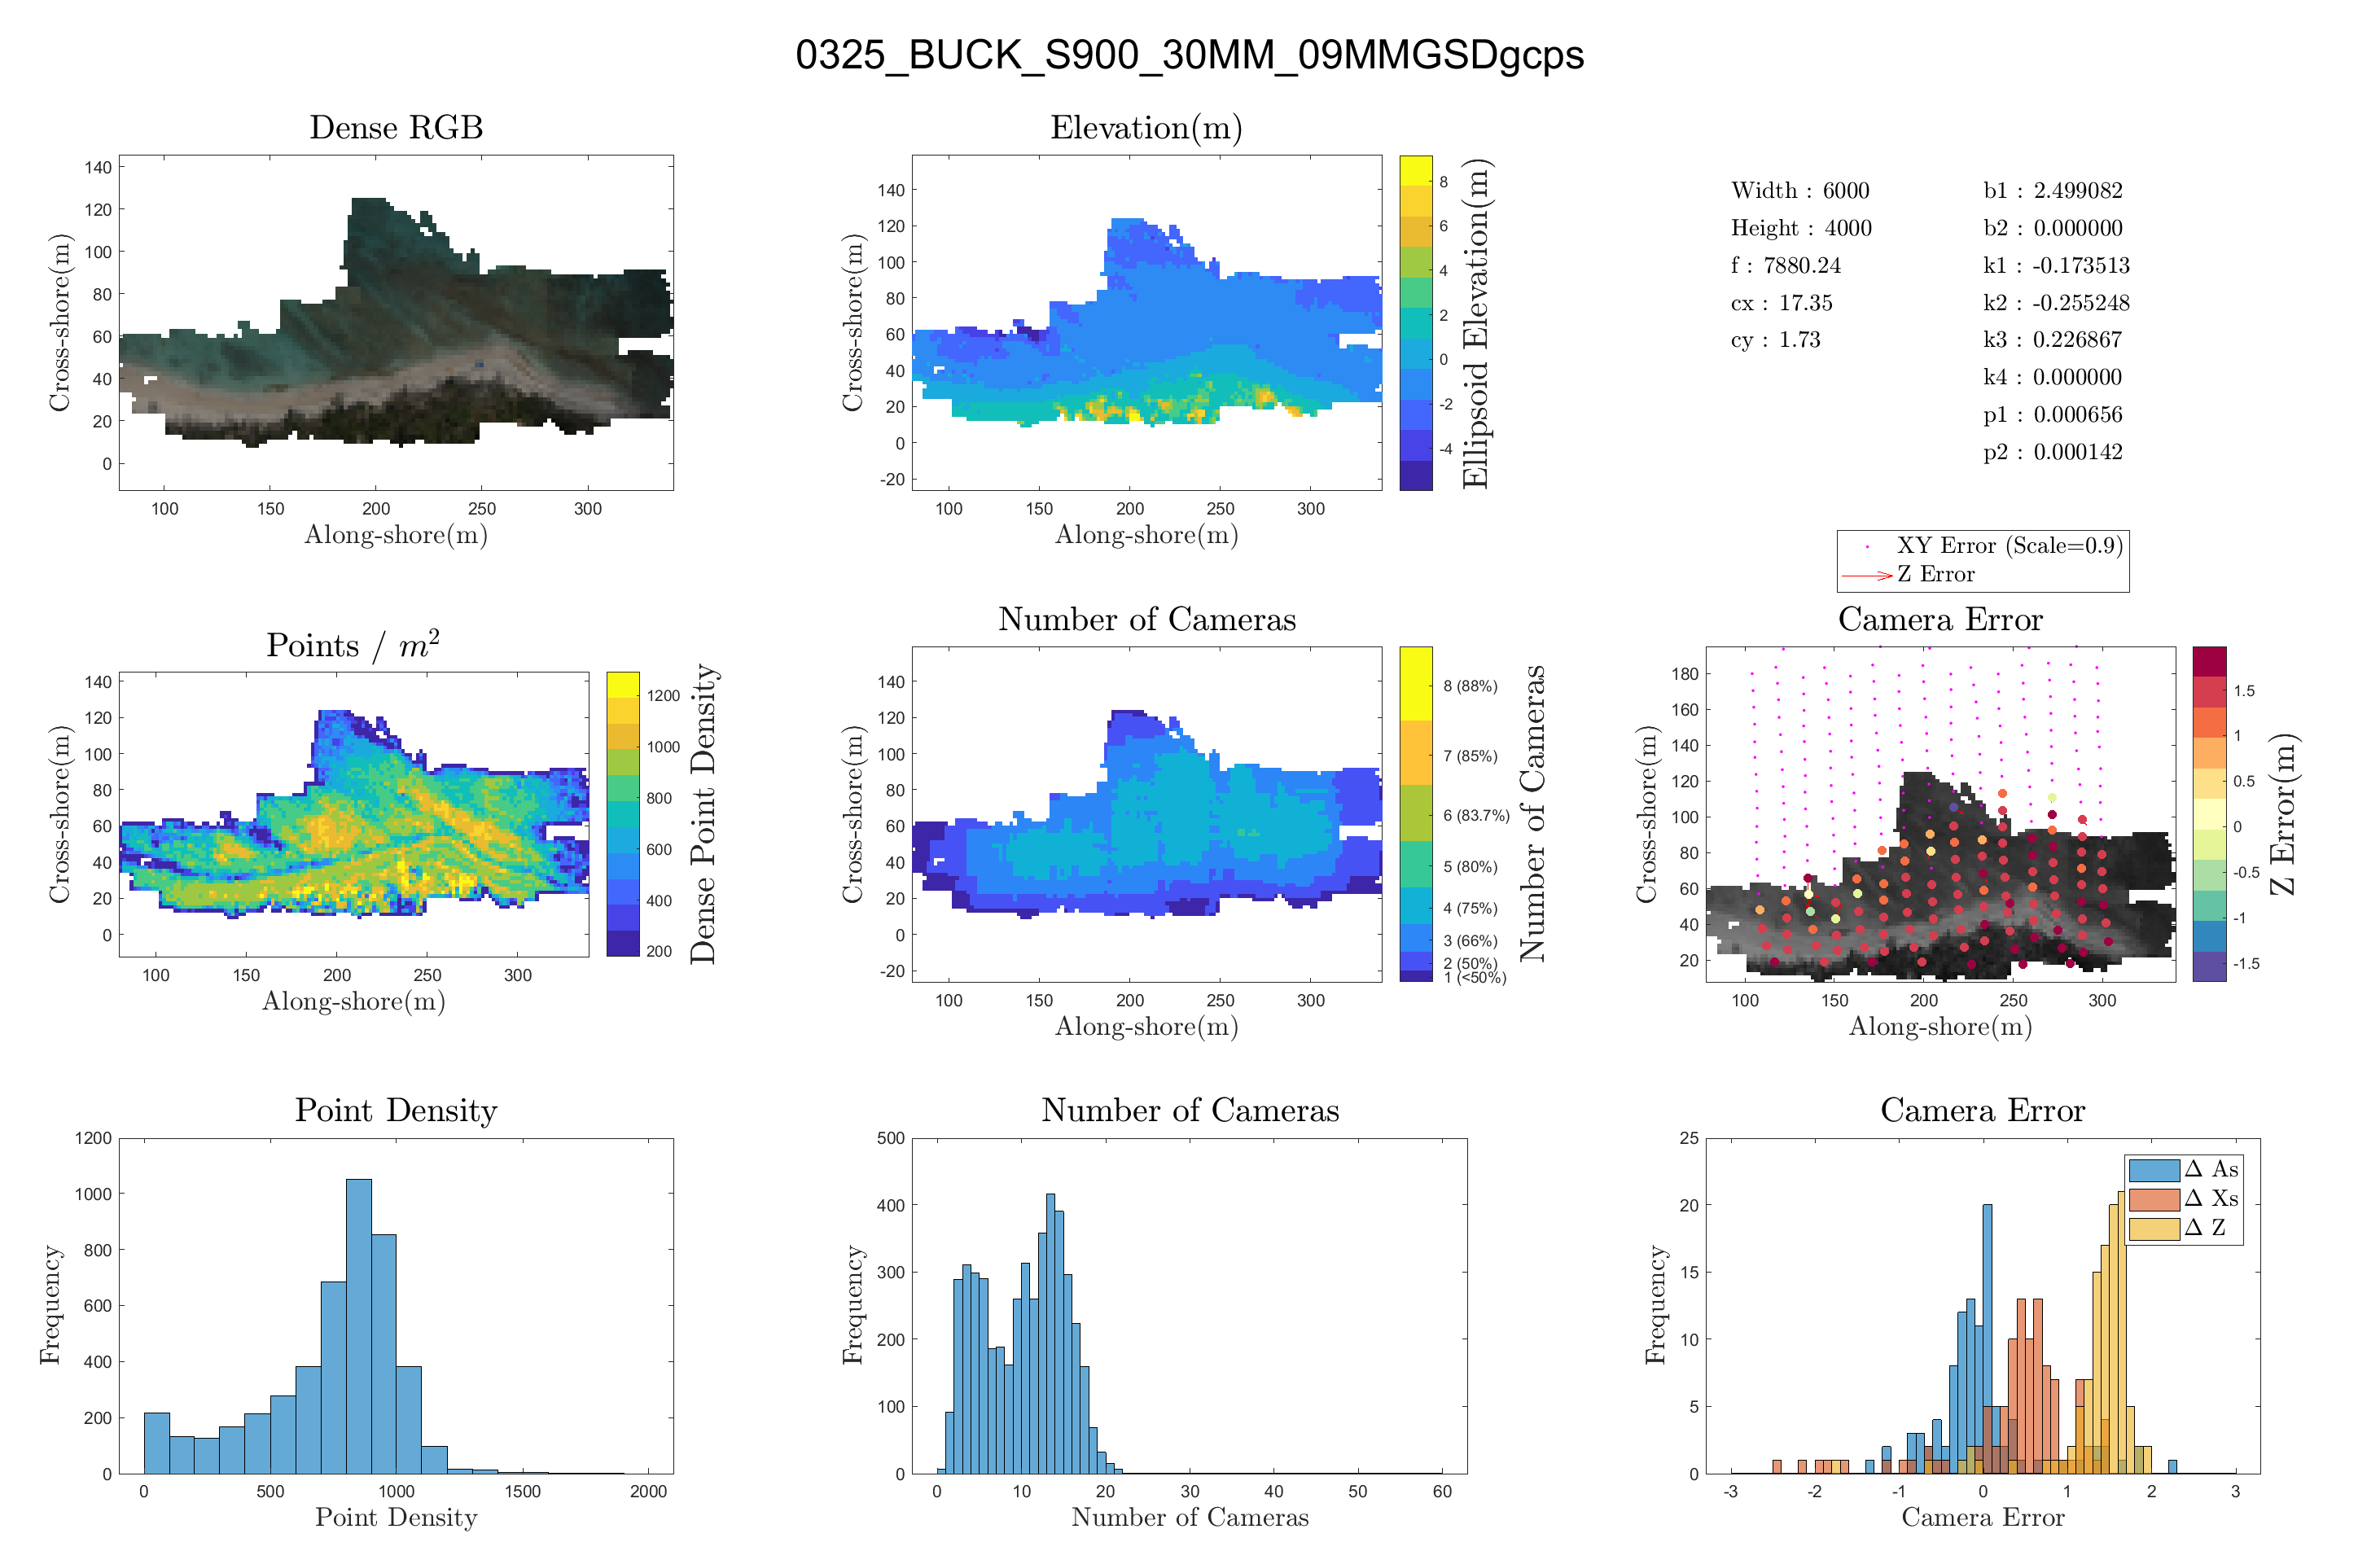 0325_BUCK_S900_30MM_09MMGSDgcps
Dense RGB
140
120
100
80
60
40
20
0
Cross-shore(m)
100 150 200 250 300
Along-shore(m)
Elevation(m)
140
120
100
80
60
40
20
0
-20
Cross-shore(m)
100 150 200 250 300
Along-shore(m)
8
6
4
2
0
-2
-4
Ellipsoid Elevation(m)
Width : 6000
Height : 4000
f : 7880.24
cx : 17.35
cy : 1.73
b1 : 2.499082
b2 : 0.000000
k1 : -0.173513
k2 : -0.255248
k3 : 0.226867
k4 : 0.000000
p1 : 0.000656
p2 : 0.000142
Points / m²
140
120
100
80
60
40
20
0
Cross-shore(m)
100 150 200 250 300
Along-shore(m)
1200
1000
800
600
400
200
Dense Point Density
Number of Cameras
140
120
100
80
60
40
20
0
-20
Cross-shore(m)
100 150 200 250 300
Along-shore(m)
8 (88%)
7 (85%)
6 (83.7%)
5 (80%)
4 (75%)
3 (66%)
2 (50%)
1 (<50%)
Number of Cameras
XY Error (Scale=0.9)
Z Error
Camera Error
180
160
140
120
100
80
60
40
20
Cross-shore(m)
100 150 200 250 300
Along-shore(m)
1.5
1
0.5
0
-0.5
-1
-1.5
Z Error(m)
Point Density
1200
1000
800
600
400
200
0
Frequency
0 500 1000 1500 2000
Point Density
Number of Cameras
500
400
300
200
100
0
Frequency
0 10 20 30 40 50 60
Number of Cameras
Camera Error
25
20
15
10
5
0
Frequency
-3 -2 -1 0 1 2 3
Camera Error
Δ As
Δ Xs
Δ Z